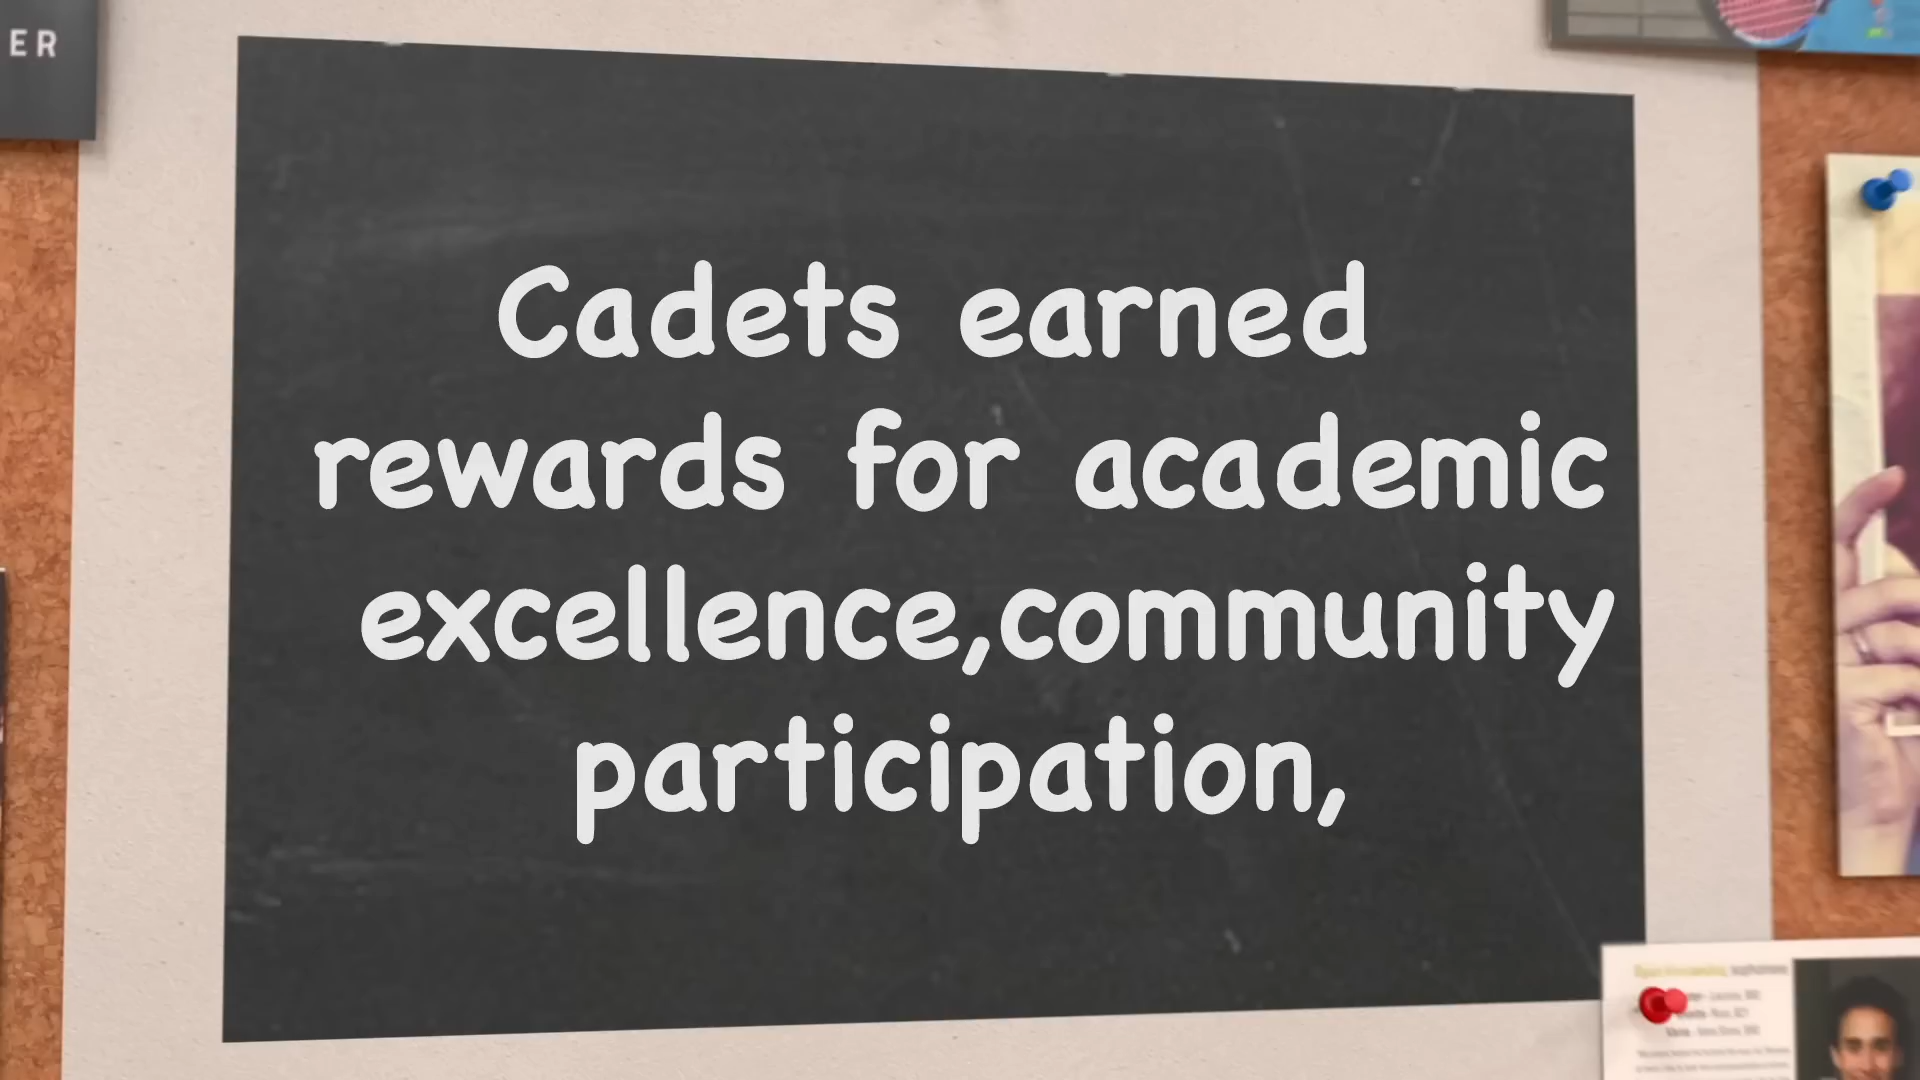 ER
Cadets earned
rewards for academic
excellence,community
participation,